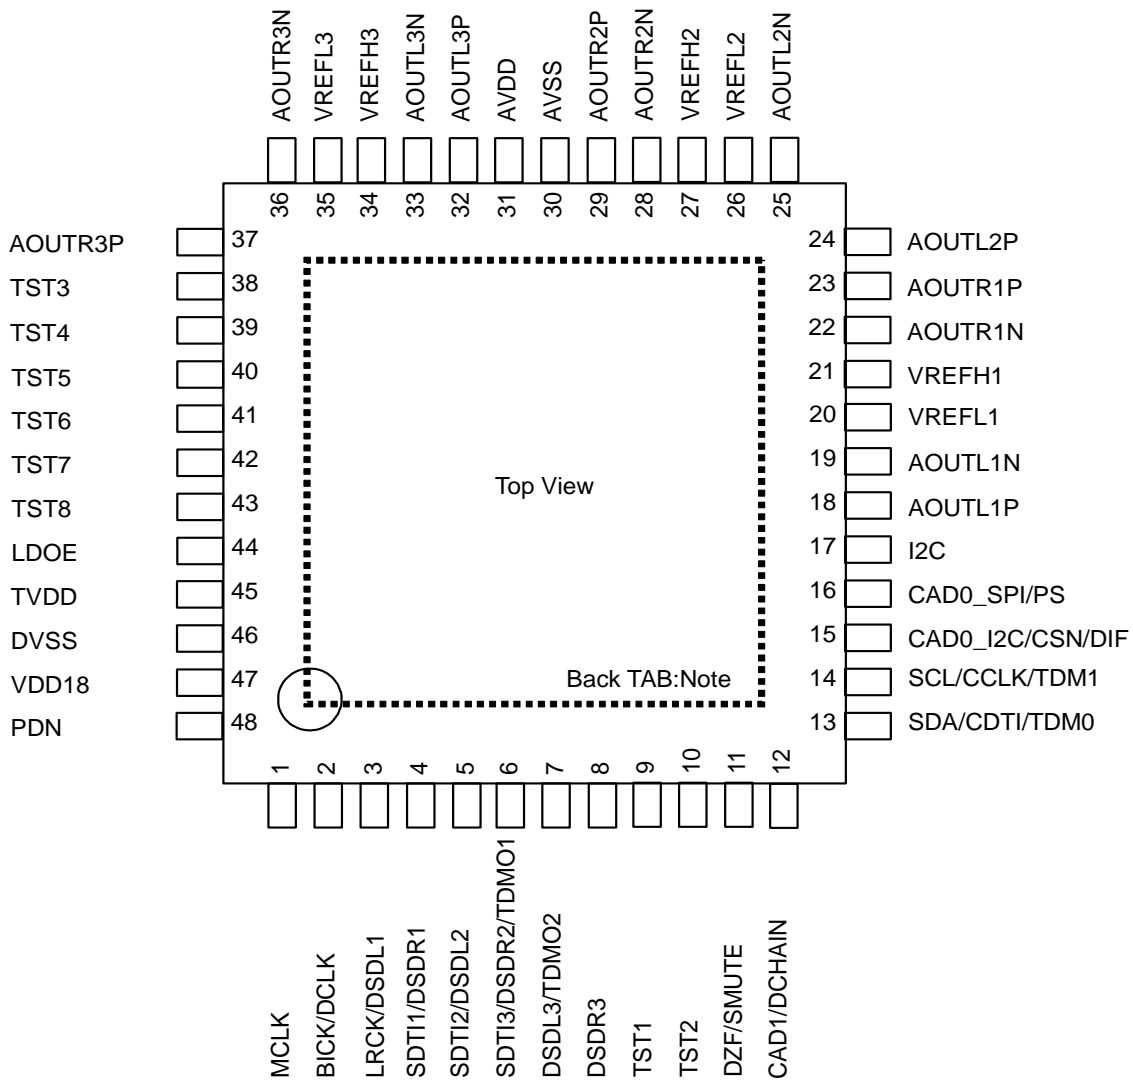 AOUTR3N
VREFL3
VREFH3
AOUTL3N
AOUTL3P
AVDD
AVSS
AOUTR2P
AOUTR2N
VREFH2
VREFL2
AOUTL2N
36
35
34
33
32
31
30
29
28
27
26
25
AOUTR3P 37
TST3 38
TST4 39
TST5 40
TST6 41
TST7 42
TST8 43
LDOE 44
TVDD 45
DVSS 46
VDD18 47
PDN 48
Top View
Back TAB:Note
24 AOUTL2P
23 AOUTR1P
22 AOUTR1N
21 VREFH1
20 VREFL1
19 AOUTL1N
18 AOUTL1P
17 I2C
16 CAD0_SPI/PS
15 CAD0_I2C/CSN/DIF
14 SCL/CCLK/TDM1
13 SDA/CDTI/TDM0
1
2
3
4
5
6
7
8
9
10
11
12
MCLK
BICK/DCLK
LRCK/DSDL1
SDTI1/DSDR1
SDTI2/DSDL2
SDTI3/DSDR2/TDMO1
DSDL3/TDMO2
DSDR3
TST1
TST2
DZF/SMUTE
CAD1/DCHAIN